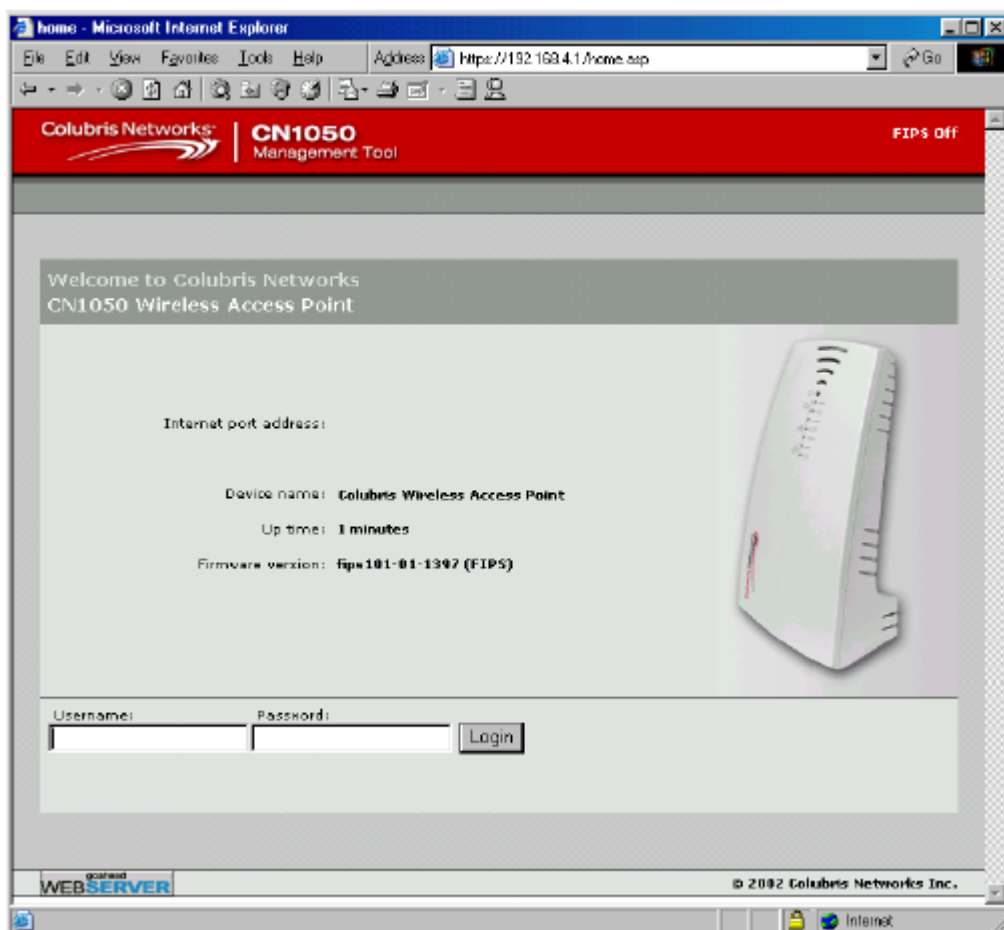 home - Microsoft Internet Explorer
File Edit View Favorites Tools Help Address https://192.168.4.1/home.asp Go
Colubris Networks CN1050 FIPS Off
Management Tool
Welcome to Colubris Networks
CN1050 Wireless Access Point
Internet port address:
Device name: Colubris Wireless Access Point
Up time: 1 minutes
Firmware version: fips101-01-1397 (FIPS)
Username: Password:
Login
goahead
WEBSERVER © 2002 Colubris Networks Inc.
Internet